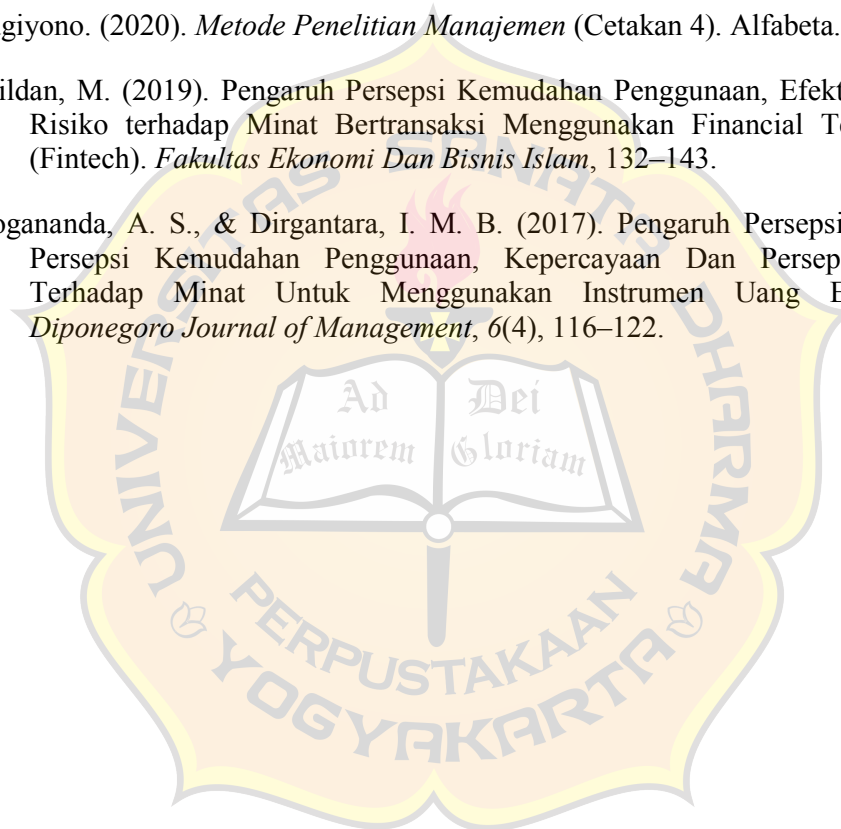 giyono. (2020). Metode Penelitian Manajemen (Cetakan 4). Alfabeta.
ildan, M. (2019). Pengaruh Persepsi Kemudahan Penggunaan, Efekt
Risiko terhadap Minat Bertransaksi Menggunakan Financial Te
(Fintech). Fakultas Ekonomi Dan Bisnis Islam, 132–143.
ogananda, A. S., & Dirgantara, I. M. B. (2017). Pengaruh Persepsi
Persepsi Kemudahan Penggunaan, Kepercayaan Dan Persep
Terhadap Minat Untuk Menggunakan Instrumen Uang E
Diponegoro Journal of Management, 6(4), 116–122.
UNIVERSITAS SANATA DHARMA
Ad Dei
Maiorem Gloriam
PERPUSTAKAAN
YOGYAKARTA